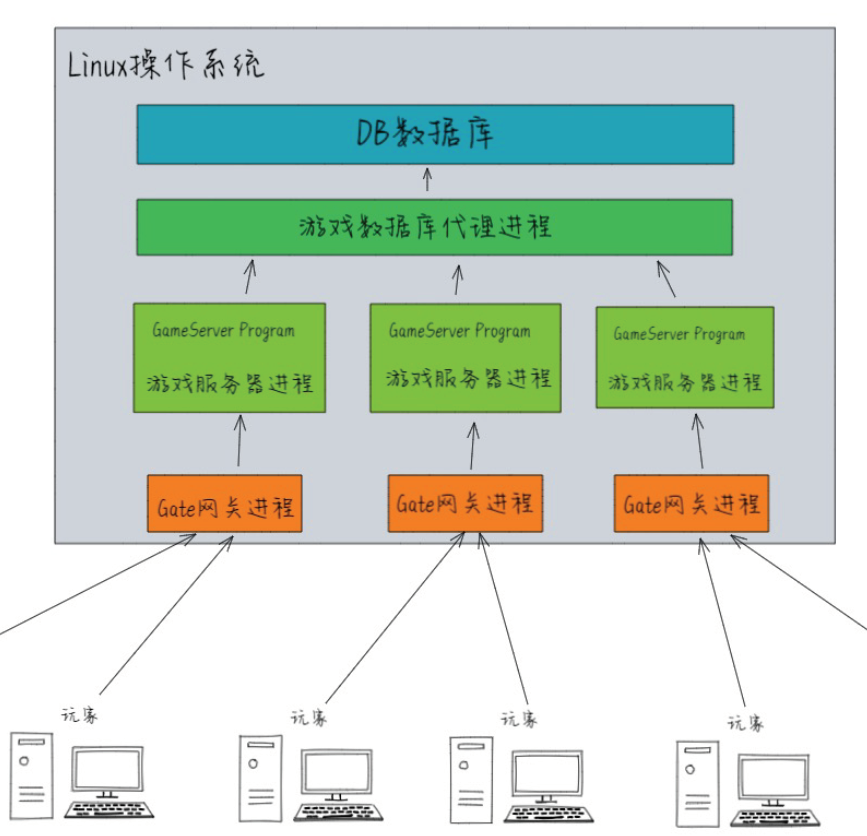 Linux操作系统
DB数据库
游戏数据库代理进程
GameServer Program
游戏服务器进程
GameServer Program
游戏服务器进程
GameServer Program
游戏服务器进程
Gate网关进程
Gate网关进程
Gate网关进程
玩家
玩家
玩家
玩家